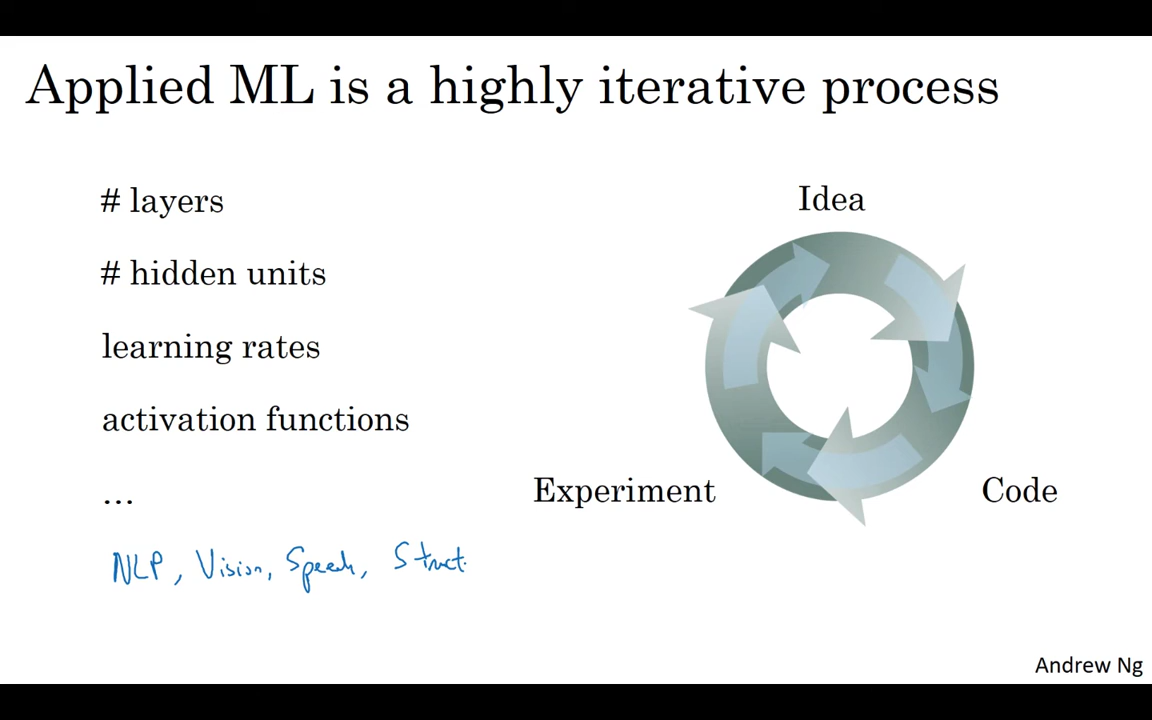 Applied ML is a highly iterative process
# layers
# hidden units
learning rates
activation functions
...
NLP, Vision, Speech, Struct
Idea
Code
Experiment
Andrew Ng